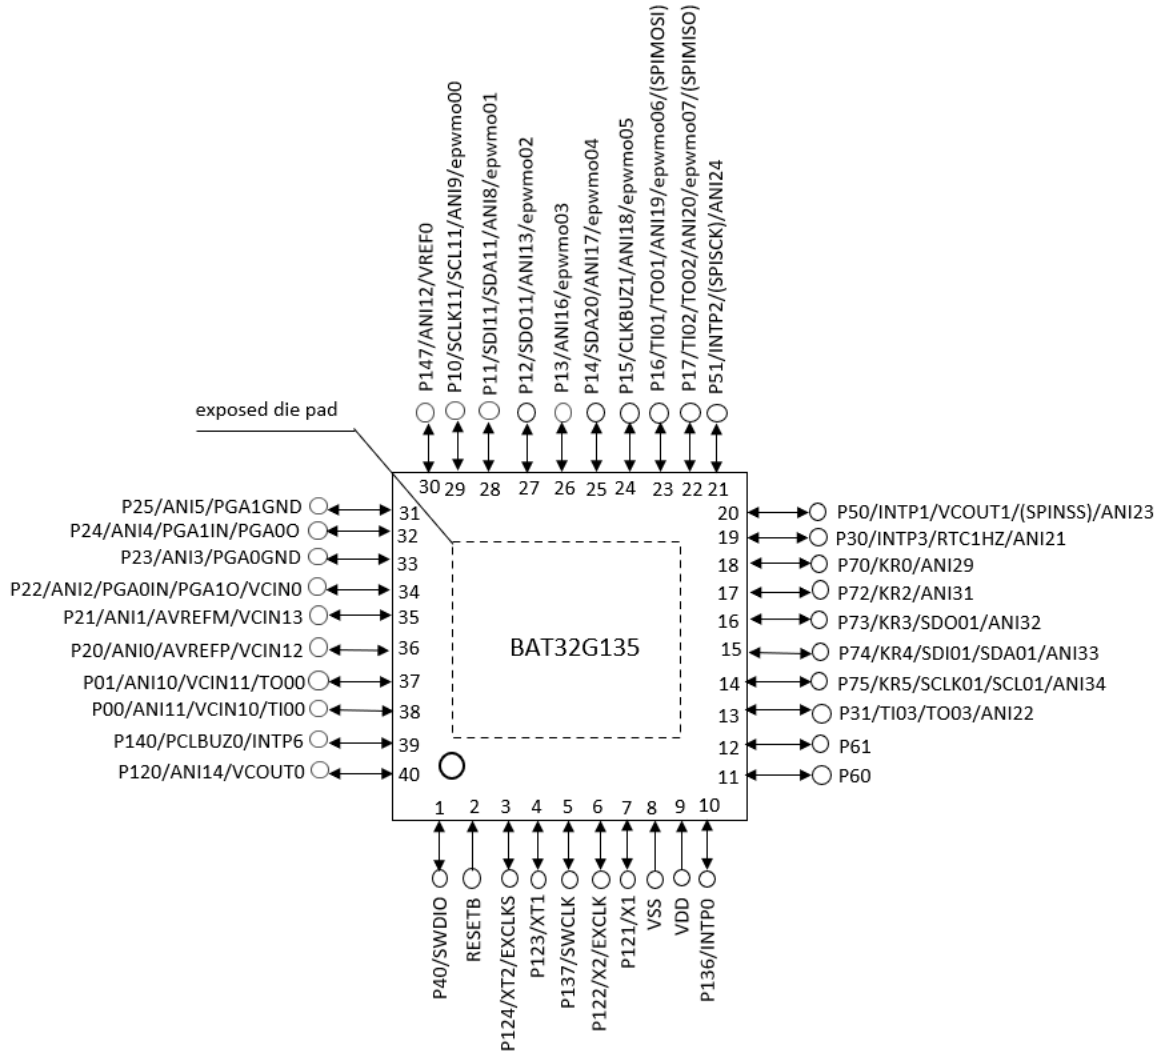 P147/ANI12/VREF0
P10/SCLK11/SCL11/ANI9/epwmo00
P11/SDI11/SDA11/ANI8/epwmo01
P12/SDO11/ANI13/epwmo02
P13/ANI16/epwmo03
P14/SDA20/ANI17/epwmo04
P15/CLKBUZ1/ANI18/epwmo05
P16/TI01/TO01/ANI19/epwmo06/(SPIMOSI)
P17/TI02/TO02/ANI20/epwmo07/(SPIMISO)
P51/INTP2/(SPISCK)/ANI24
exposed die pad
30 29 28 27 26 25 24 23 22 21
P25/ANI5/PGA1GND 31
P24/ANI4/PGA1IN/PGA0O 32
P23/ANI3/PGA0GND 33
P22/ANI2/PGA0IN/PGA1O/VCIN0 34
P21/ANI1/AVREFM/VCIN13 35
P20/ANI0/AVREFP/VCIN12 36
P01/ANI10/VCIN11/TO00 37
P00/ANI11/VCIN10/TI00 38
P140/PCLBUZ0/INTP6 39
P120/ANI14/VCOUT0 40
BAT32G135
20 P50/INTP1/VCOUT1/(SPINSS)/ANI23
19 P30/INTP3/RTC1HZ/ANI21
18 P70/KR0/ANI29
17 P72/KR2/ANI31
16 P73/KR3/SDO01/ANI32
15 P74/KR4/SDI01/SDA01/ANI33
14 P75/KR5/SCLK01/SCL01/ANI34
13 P31/TI03/TO03/ANI22
12 P61
11 P60
1 2 3 4 5 6 7 8 9 10
P40/SWDIO
RESETB
P124/XT2/EXCLKS
P123/XT1
P137/SWCLK
P122/X2/EXCLK
P121/X1
VSS
VDD
P136/INTP0